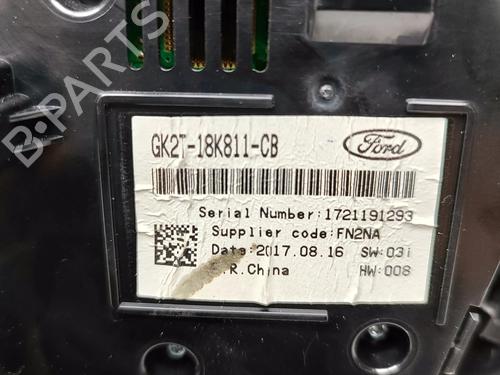 GK2T-18K811-CB
Ford
Serial Number:1721191293
Supplier code:FN2NA
Date:2017.08.16 SW:03i
.R.China HW:008
B-PARTS